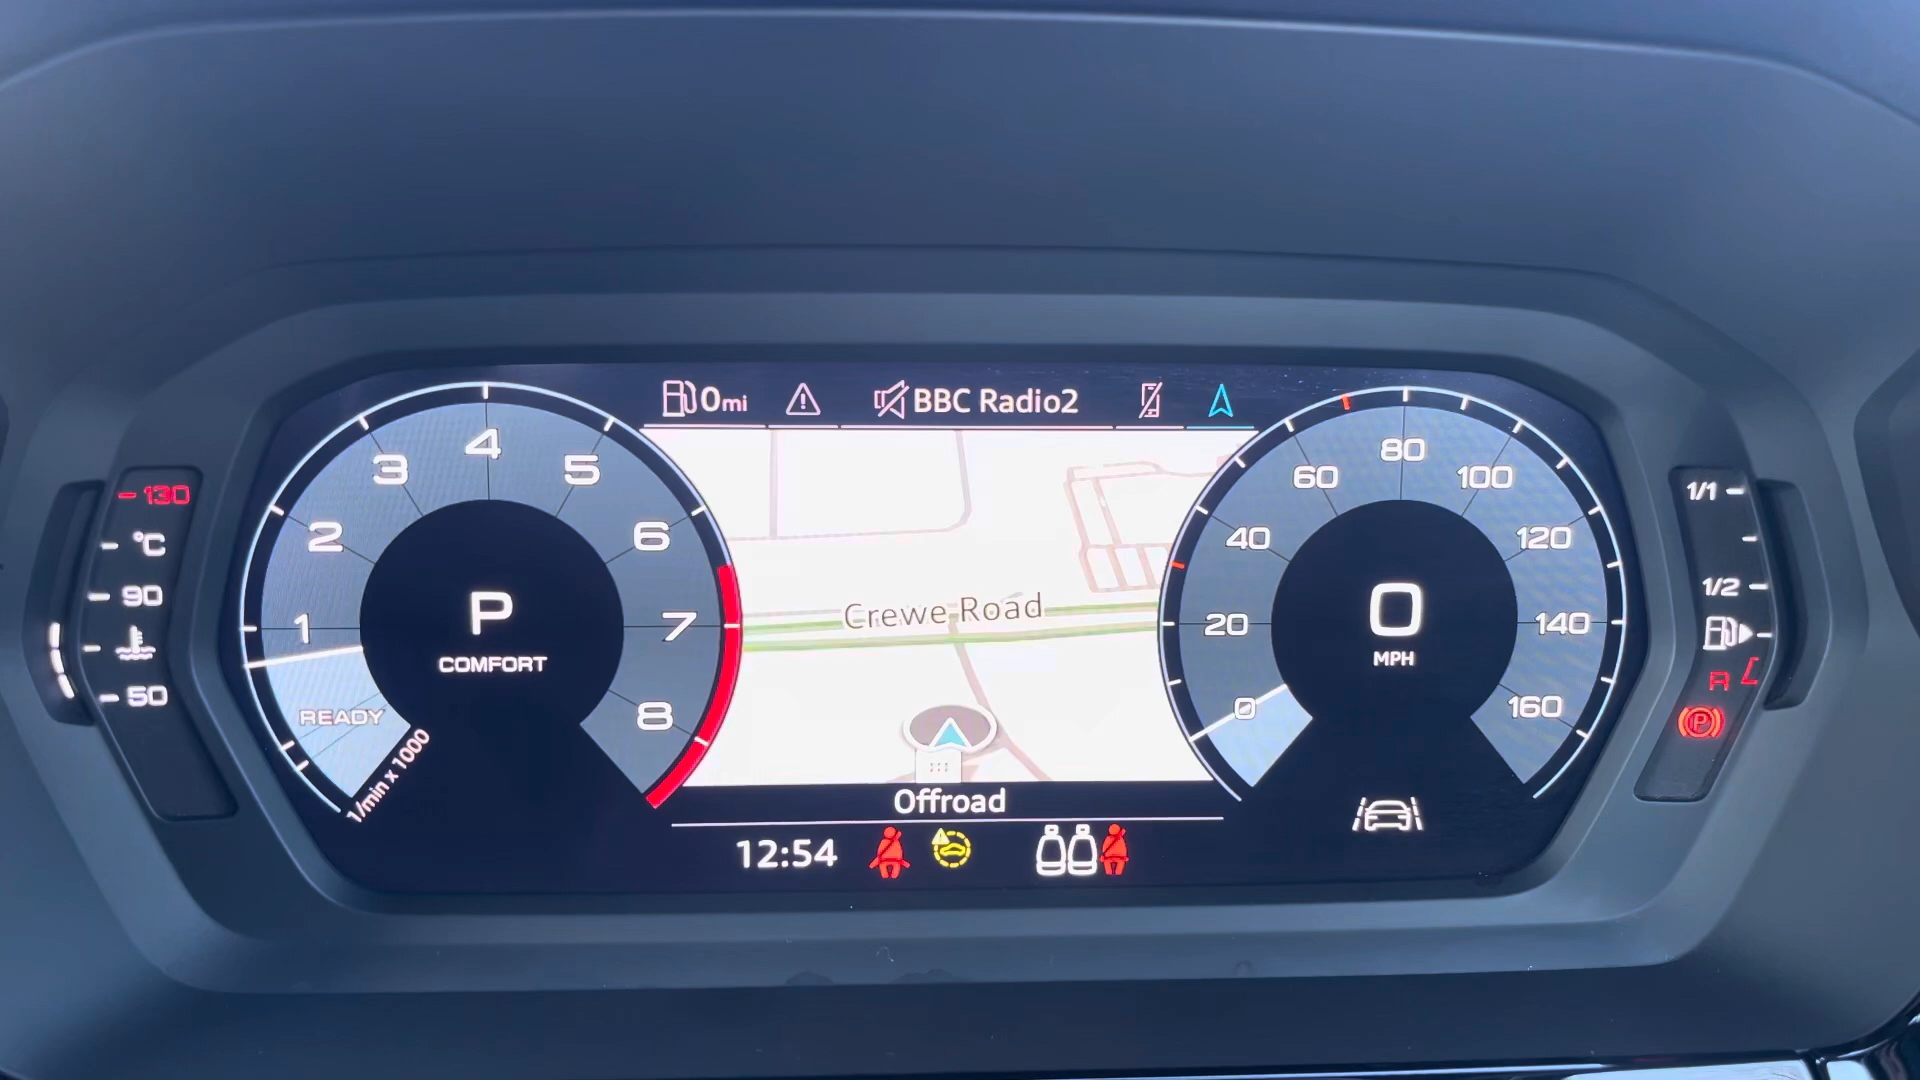 0mi
BBC Radio2
130
°C
90
50
1
2
3
4
5
6
7
8
READY
1/min x 1000
P
COMFORT
Crewe Road
Offroad
12:54
0
20
40
60
80
100
120
140
160
0
MPH
1/1
1/2
R
P